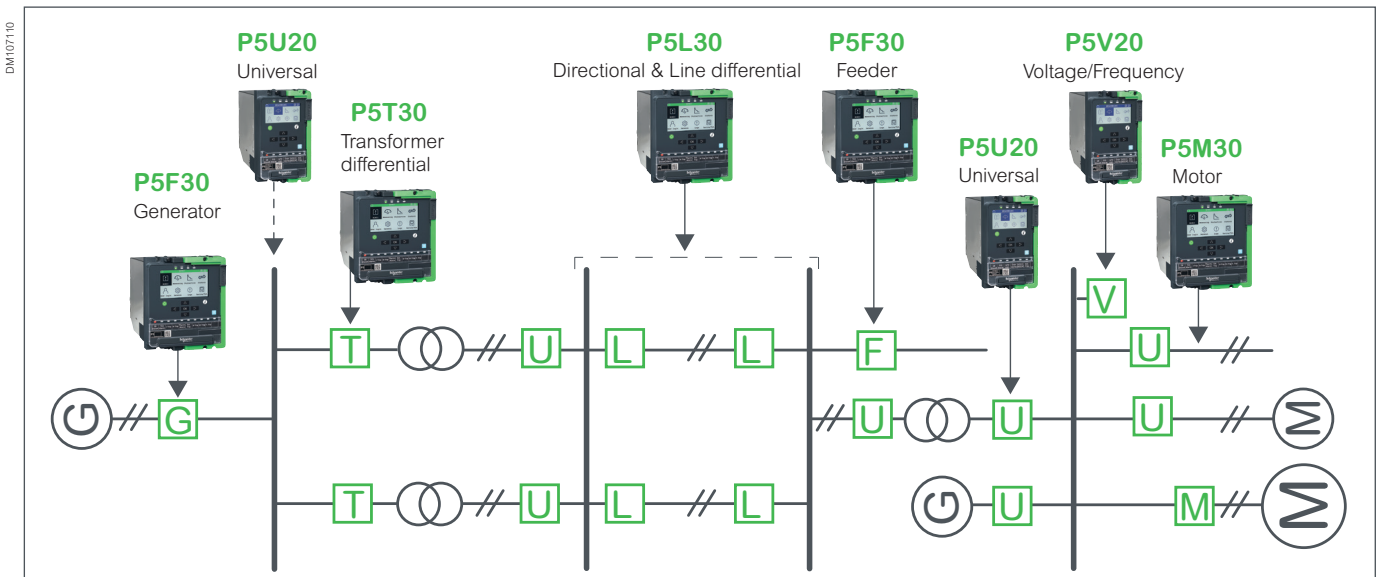 DM107110
P5U20
Universal
P5T30
Transformer
differential
P5F30
Generator
P5L30
Directional & Line differential
P5F30
Feeder
P5U20
Universal
P5V20
Voltage/Frequency
P5M30
Motor
V
T U L L F U
G G U U U M
T U L L G U M M